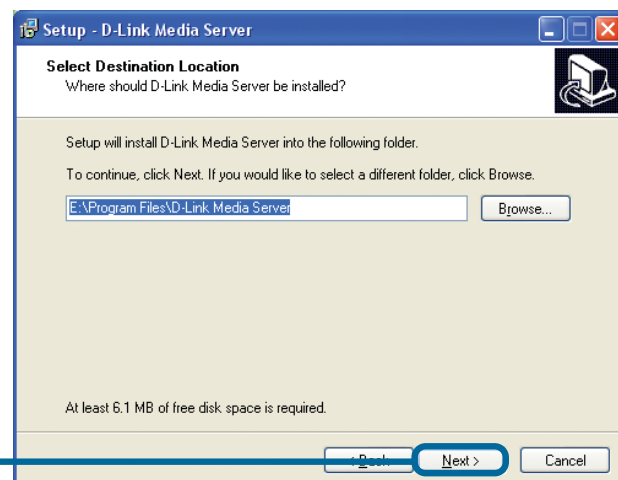 Setup - D-Link Media Server
Select Destination Location
Where should D-Link Media Server be installed?
Setup will install D-Link Media Server into the following folder.
To continue, click Next. If you would like to select a different folder, click Browse.
E:\Program Files\D-Link Media Server
Browse...
At least 6.1 MB of free disk space is required.
< Back
Next >
Cancel